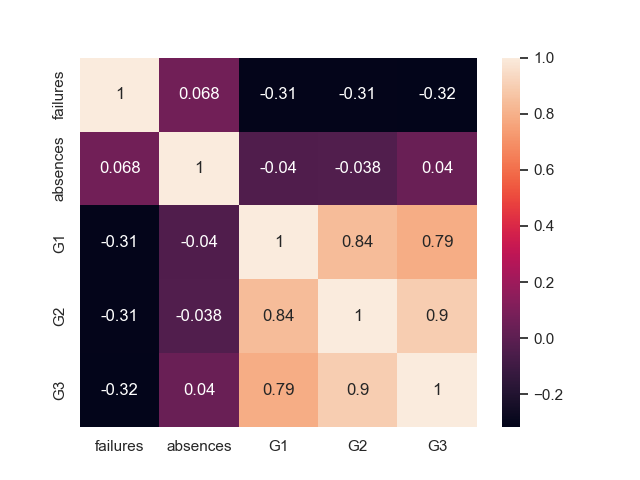 failures 1 0.068 -0.31 -0.31 -0.32
absences 0.068 1 -0.04 -0.038 0.04
G1 -0.31 -0.04 1 0.84 0.79
G2 -0.31 -0.038 0.84 1 0.9
G3 -0.32 0.04 0.79 0.9 1
failures absences G1 G2 G3
1.0
0.8
0.6
0.4
0.2
0.0
−0.2